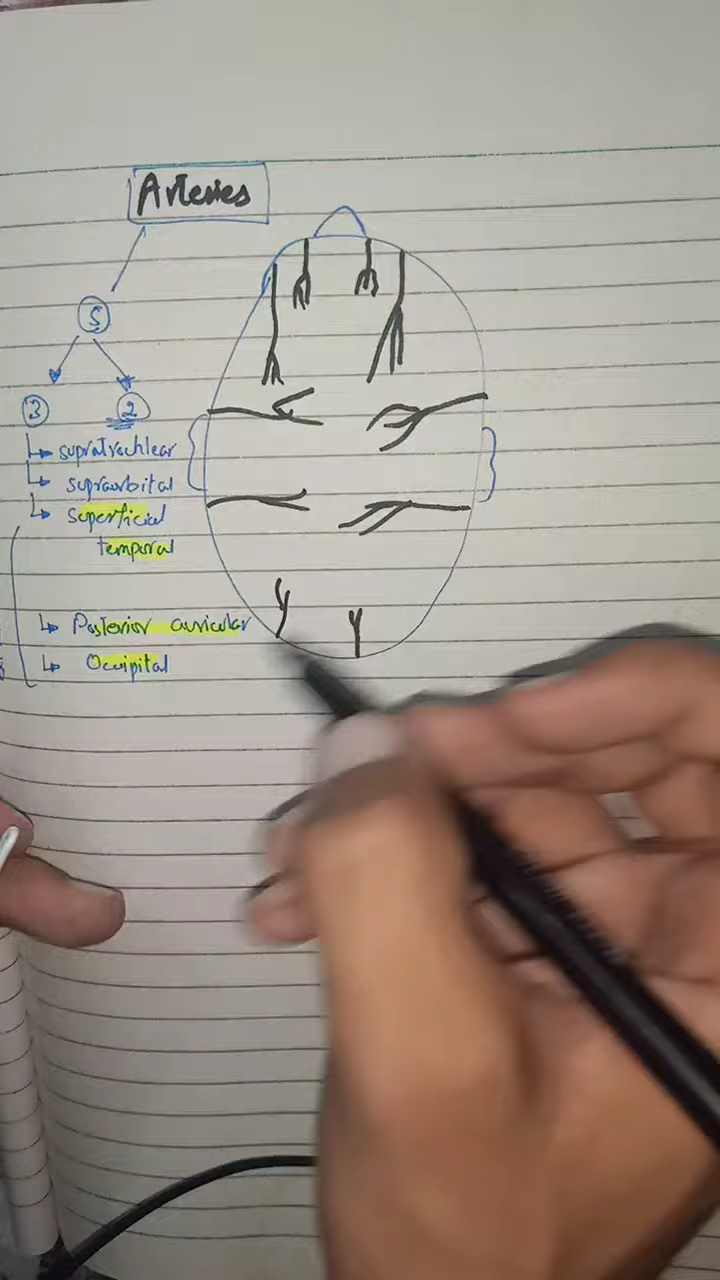 Arteries
5
3 2
supratrochlear
supraorbital
superficial
temporal
Posterior auricular
Occipital